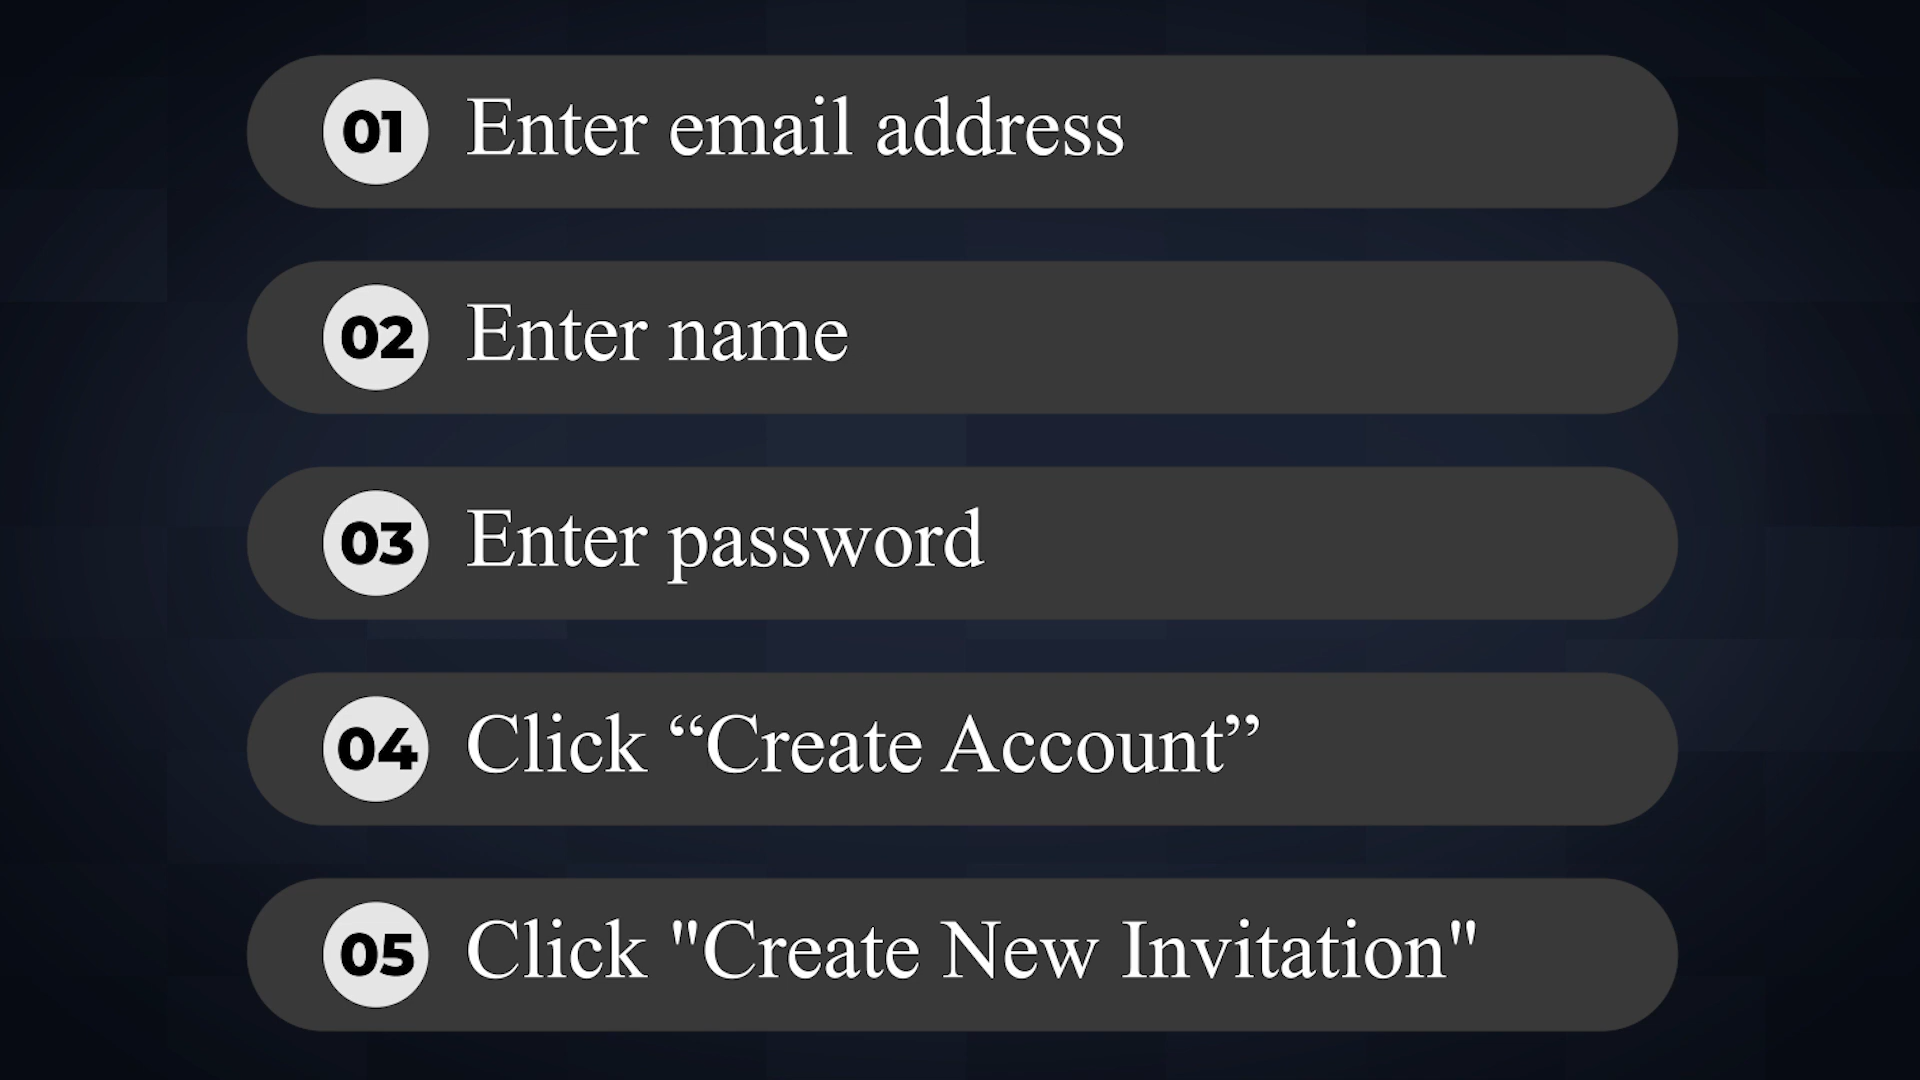 01 Enter email address
02 Enter name
03 Enter password
04 Click “Create Account”
05 Click "Create New Invitation"